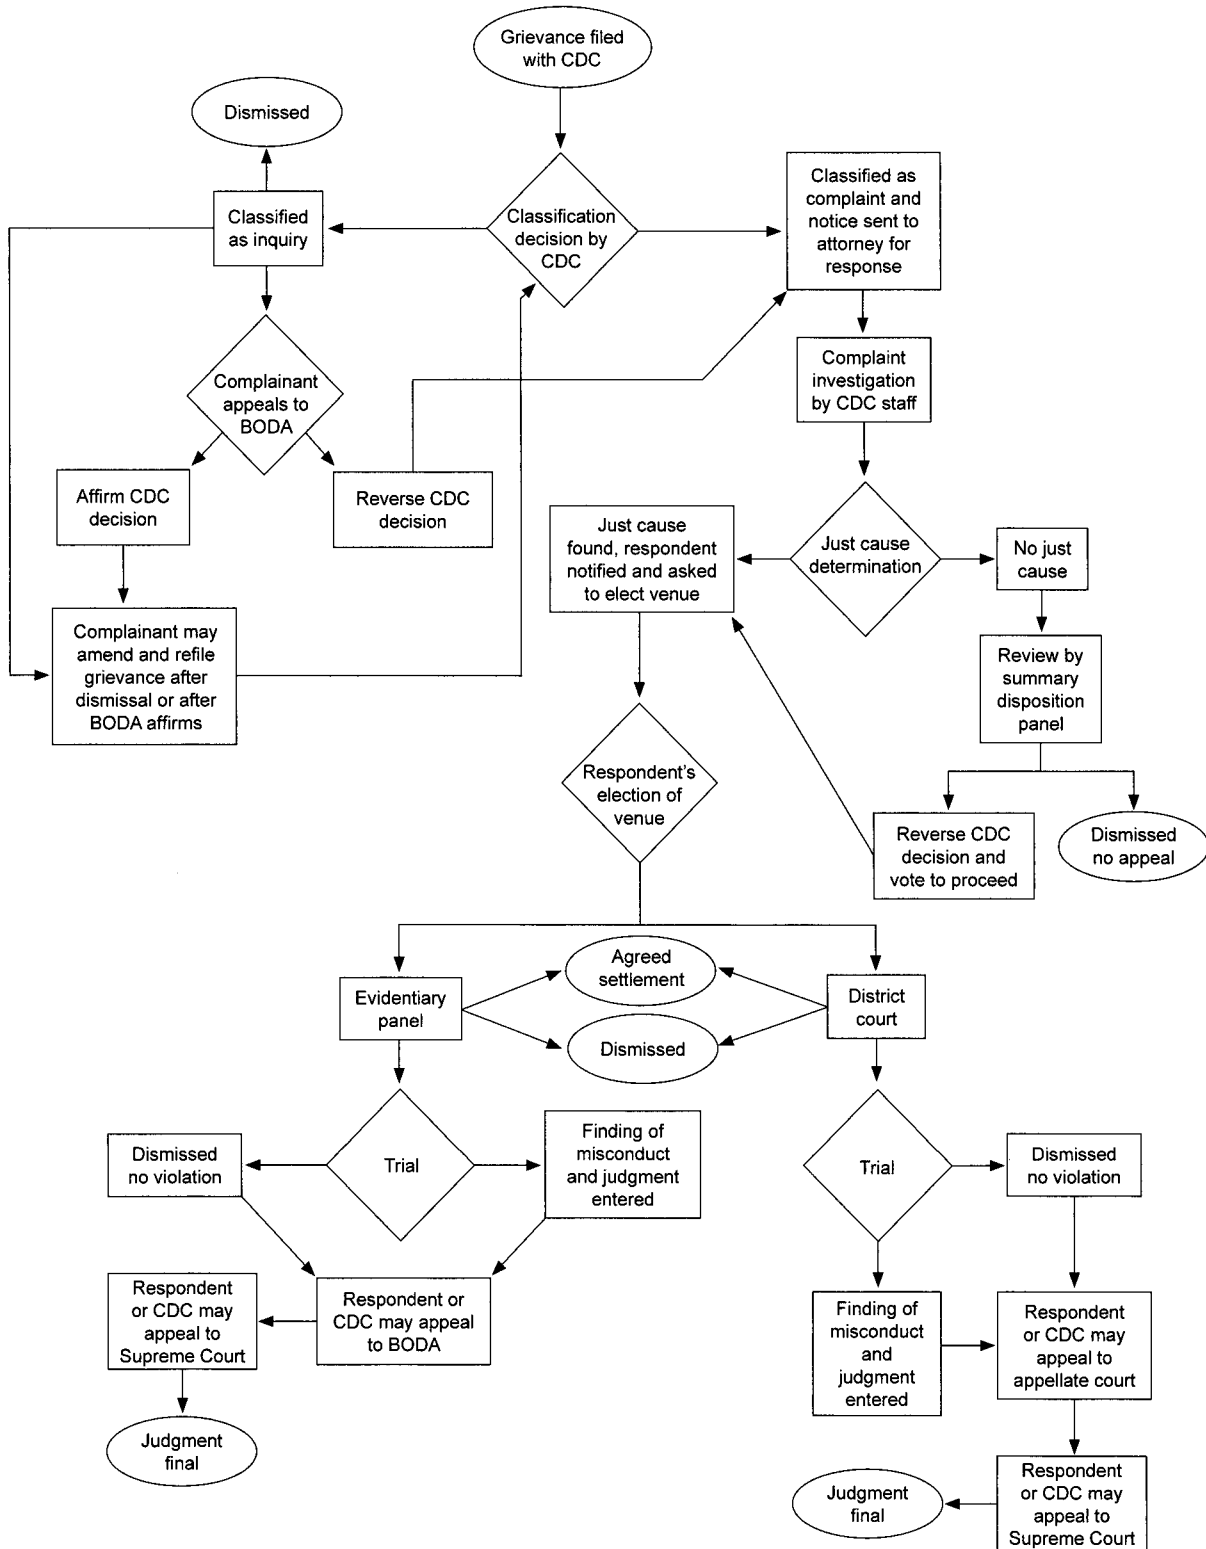 Grievance filed
with CDC
Dismissed
Classified
as inquiry
Classification
decision by
CDC
Classified as
complaint and
notice sent to
attorney for
response
Complainant
appeals to
BODA
Complaint
investigation
by CDC staff
Affirm CDC
decision
Reverse CDC
decision
Just cause
found, respondent
notified and asked
to elect venue
Just cause
determination
No just
cause
Complainant may
amend and refile
grievance after
dismissal or after
BODA affirms
Review by
summary
disposition
panel
Respondent's
election of
venue
Reverse CDC
decision and
vote to proceed
Dismissed
no appeal
Evidentiary
panel
Agreed
settlement
Dismissed
District
court
Dismissed
no violation
Trial
Finding of
misconduct
and judgment
entered
Trial
Dismissed
no violation
Respondent
or CDC may
appeal to
Supreme Court
Respondent or
CDC may appeal
to BODA
Finding of
misconduct
and
judgment
entered
Respondent
or CDC may
appeal to
appellate court
Judgment
final
Judgment
final
Respondent
or CDC may
appeal to
Supreme Court